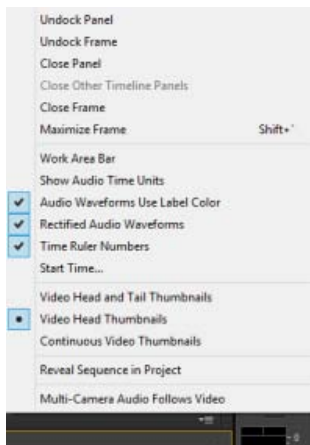 Undock Panel
Undock Frame
Close Panel
Close Other Timeline Panels
Close Frame
Maximize Frame Shift+`
Work Area Bar
Show Audio Time Units
Audio Waveforms Use Label Color
Rectified Audio Waveforms
Time Ruler Numbers
Start Time...
Video Head and Tail Thumbnails
Video Head Thumbnails
Continuous Video Thumbnails
Reveal Sequence in Project
Multi-Camera Audio Follows Video